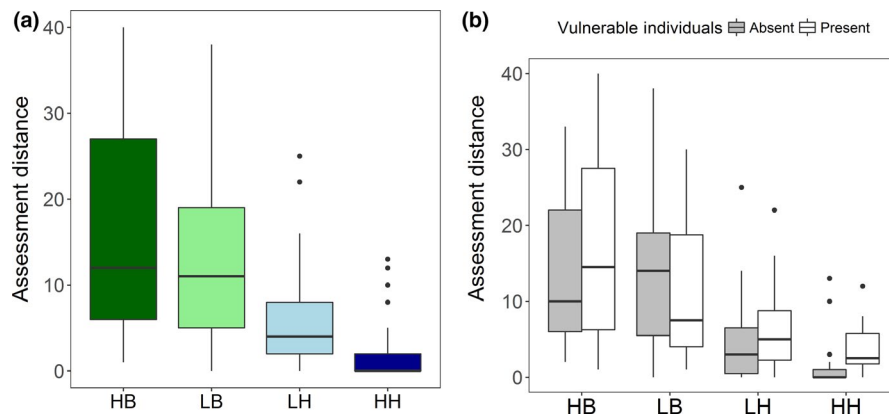 (a)
Assessment distance
40
30
20
10
0
HB LB LH HH
(b)
Vulnerable individuals Absent Present
Assessment distance
40
30
20
10
0
HB LB LH HH